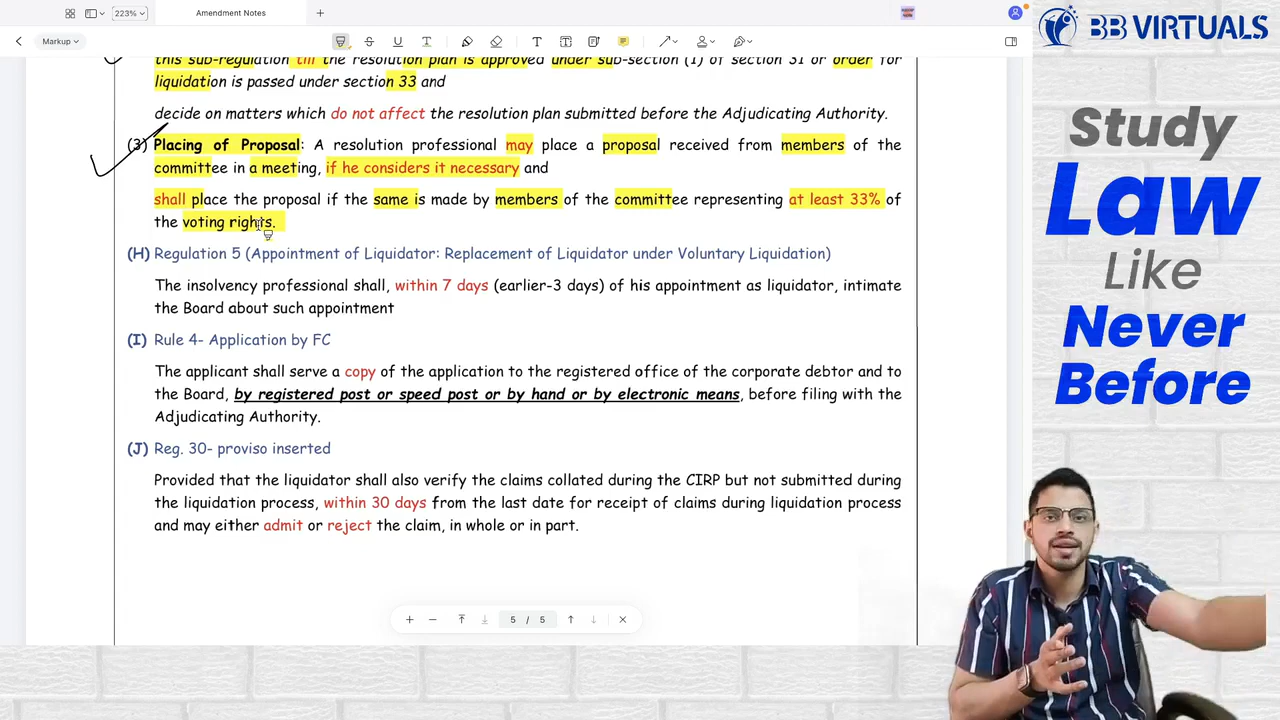 223%
Amendment Notes
BB VIRTUALS
Markup
this sub-regulation till the resolution plan is approved under sub-section (1) of section 31 or order for
liquidation is passed under section 33 and
decide on matters which do not affect the resolution plan submitted before the Adjudicating Authority.
(3) Placing of Proposal: A resolution professional may place a proposal received from members of the
committee in a meeting, if he considers it necessary and
shall place the proposal if the same is made by members of the committee representing at least 33% of
the voting rights.
(H) Regulation 5 (Appointment of Liquidator: Replacement of Liquidator under Voluntary Liquidation)
The insolvency professional shall, within 7 days (earlier-3 days) of his appointment as liquidator, intimate
the Board about such appointment
(I) Rule 4- Application by FC
The applicant shall serve a copy of the application to the registered office of the corporate debtor and to
the Board, by registered post or speed post or by hand or by electronic means, before filing with the
Adjudicating Authority.
(J) Reg. 30- proviso inserted
Provided that the liquidator shall also verify the claims collated during the CIRP but not submitted during
the liquidation process, within 30 days from the last date for receipt of claims during liquidation process
and may either admit or reject the claim, in whole or in part.
5 / 5
Study
Law
Like
Never
Before